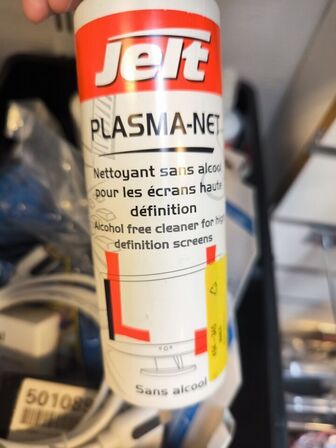 Jelt
PLASMA-NET
Nettoyant sans alcool
pour les écrans haute
définition
Alcohol free cleaner for high
definition screens
Sans alcool
501089